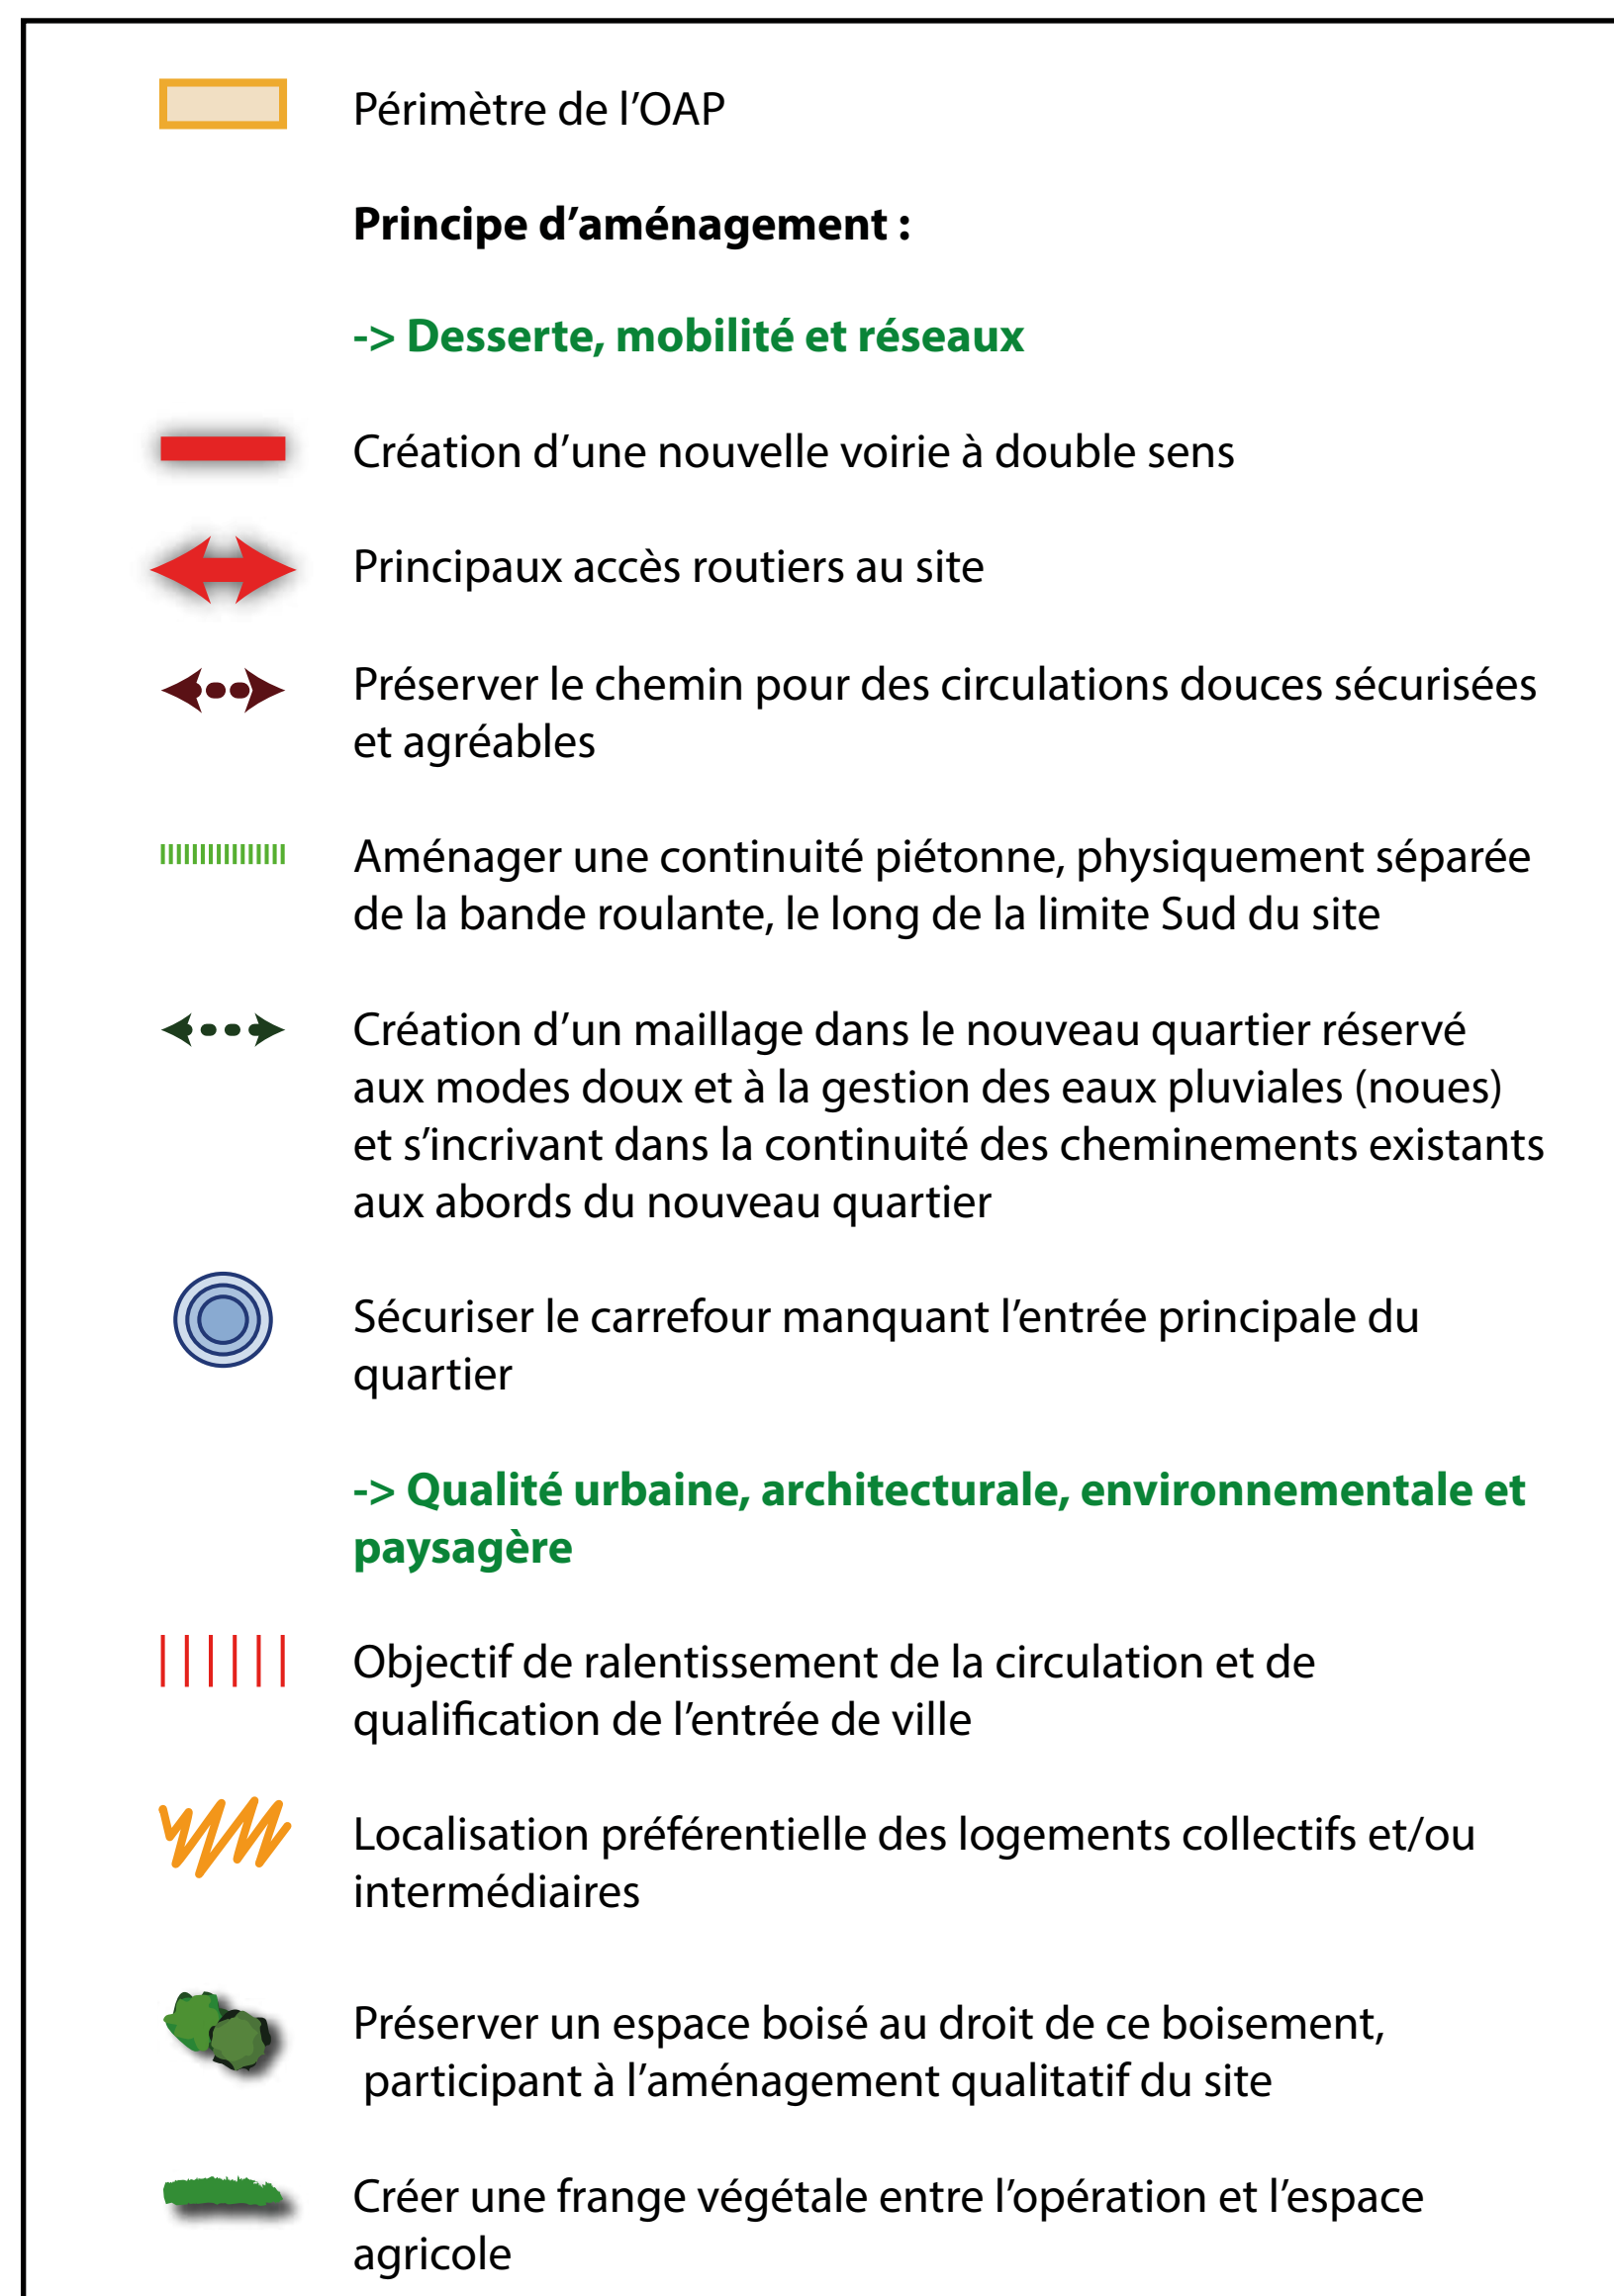 Périmètre de l’OAP
Principe d’aménagement :
-> Desserte, mobilité et réseaux
Création d’une nouvelle voirie à double sens
Principaux accès routiers au site
Préserver le chemin pour des circulations douces sécurisées
et agréables
Aménager une continuité piétonne, physiquement séparée
de la bande roulante, le long de la limite Sud du site
Création d’un maillage dans le nouveau quartier réservé
aux modes doux et à la gestion des eaux pluviales (noues)
et s’incrivant dans la continuité des cheminements existants
aux abords du nouveau quartier
Sécuriser le carrefour manquant l’entrée principale du
quartier
-> Qualité urbaine, architecturale, environnementale et
paysagère
Objectif de ralentissement de la circulation et de
qualification de l’entrée de ville
Localisation préférentielle des logements collectifs et/ou
intermédiaires
Préserver un espace boisé au droit de ce boisement,
participant à l’aménagement qualitatif du site
Créer une frange végétale entre l’opération et l’espace
agricole